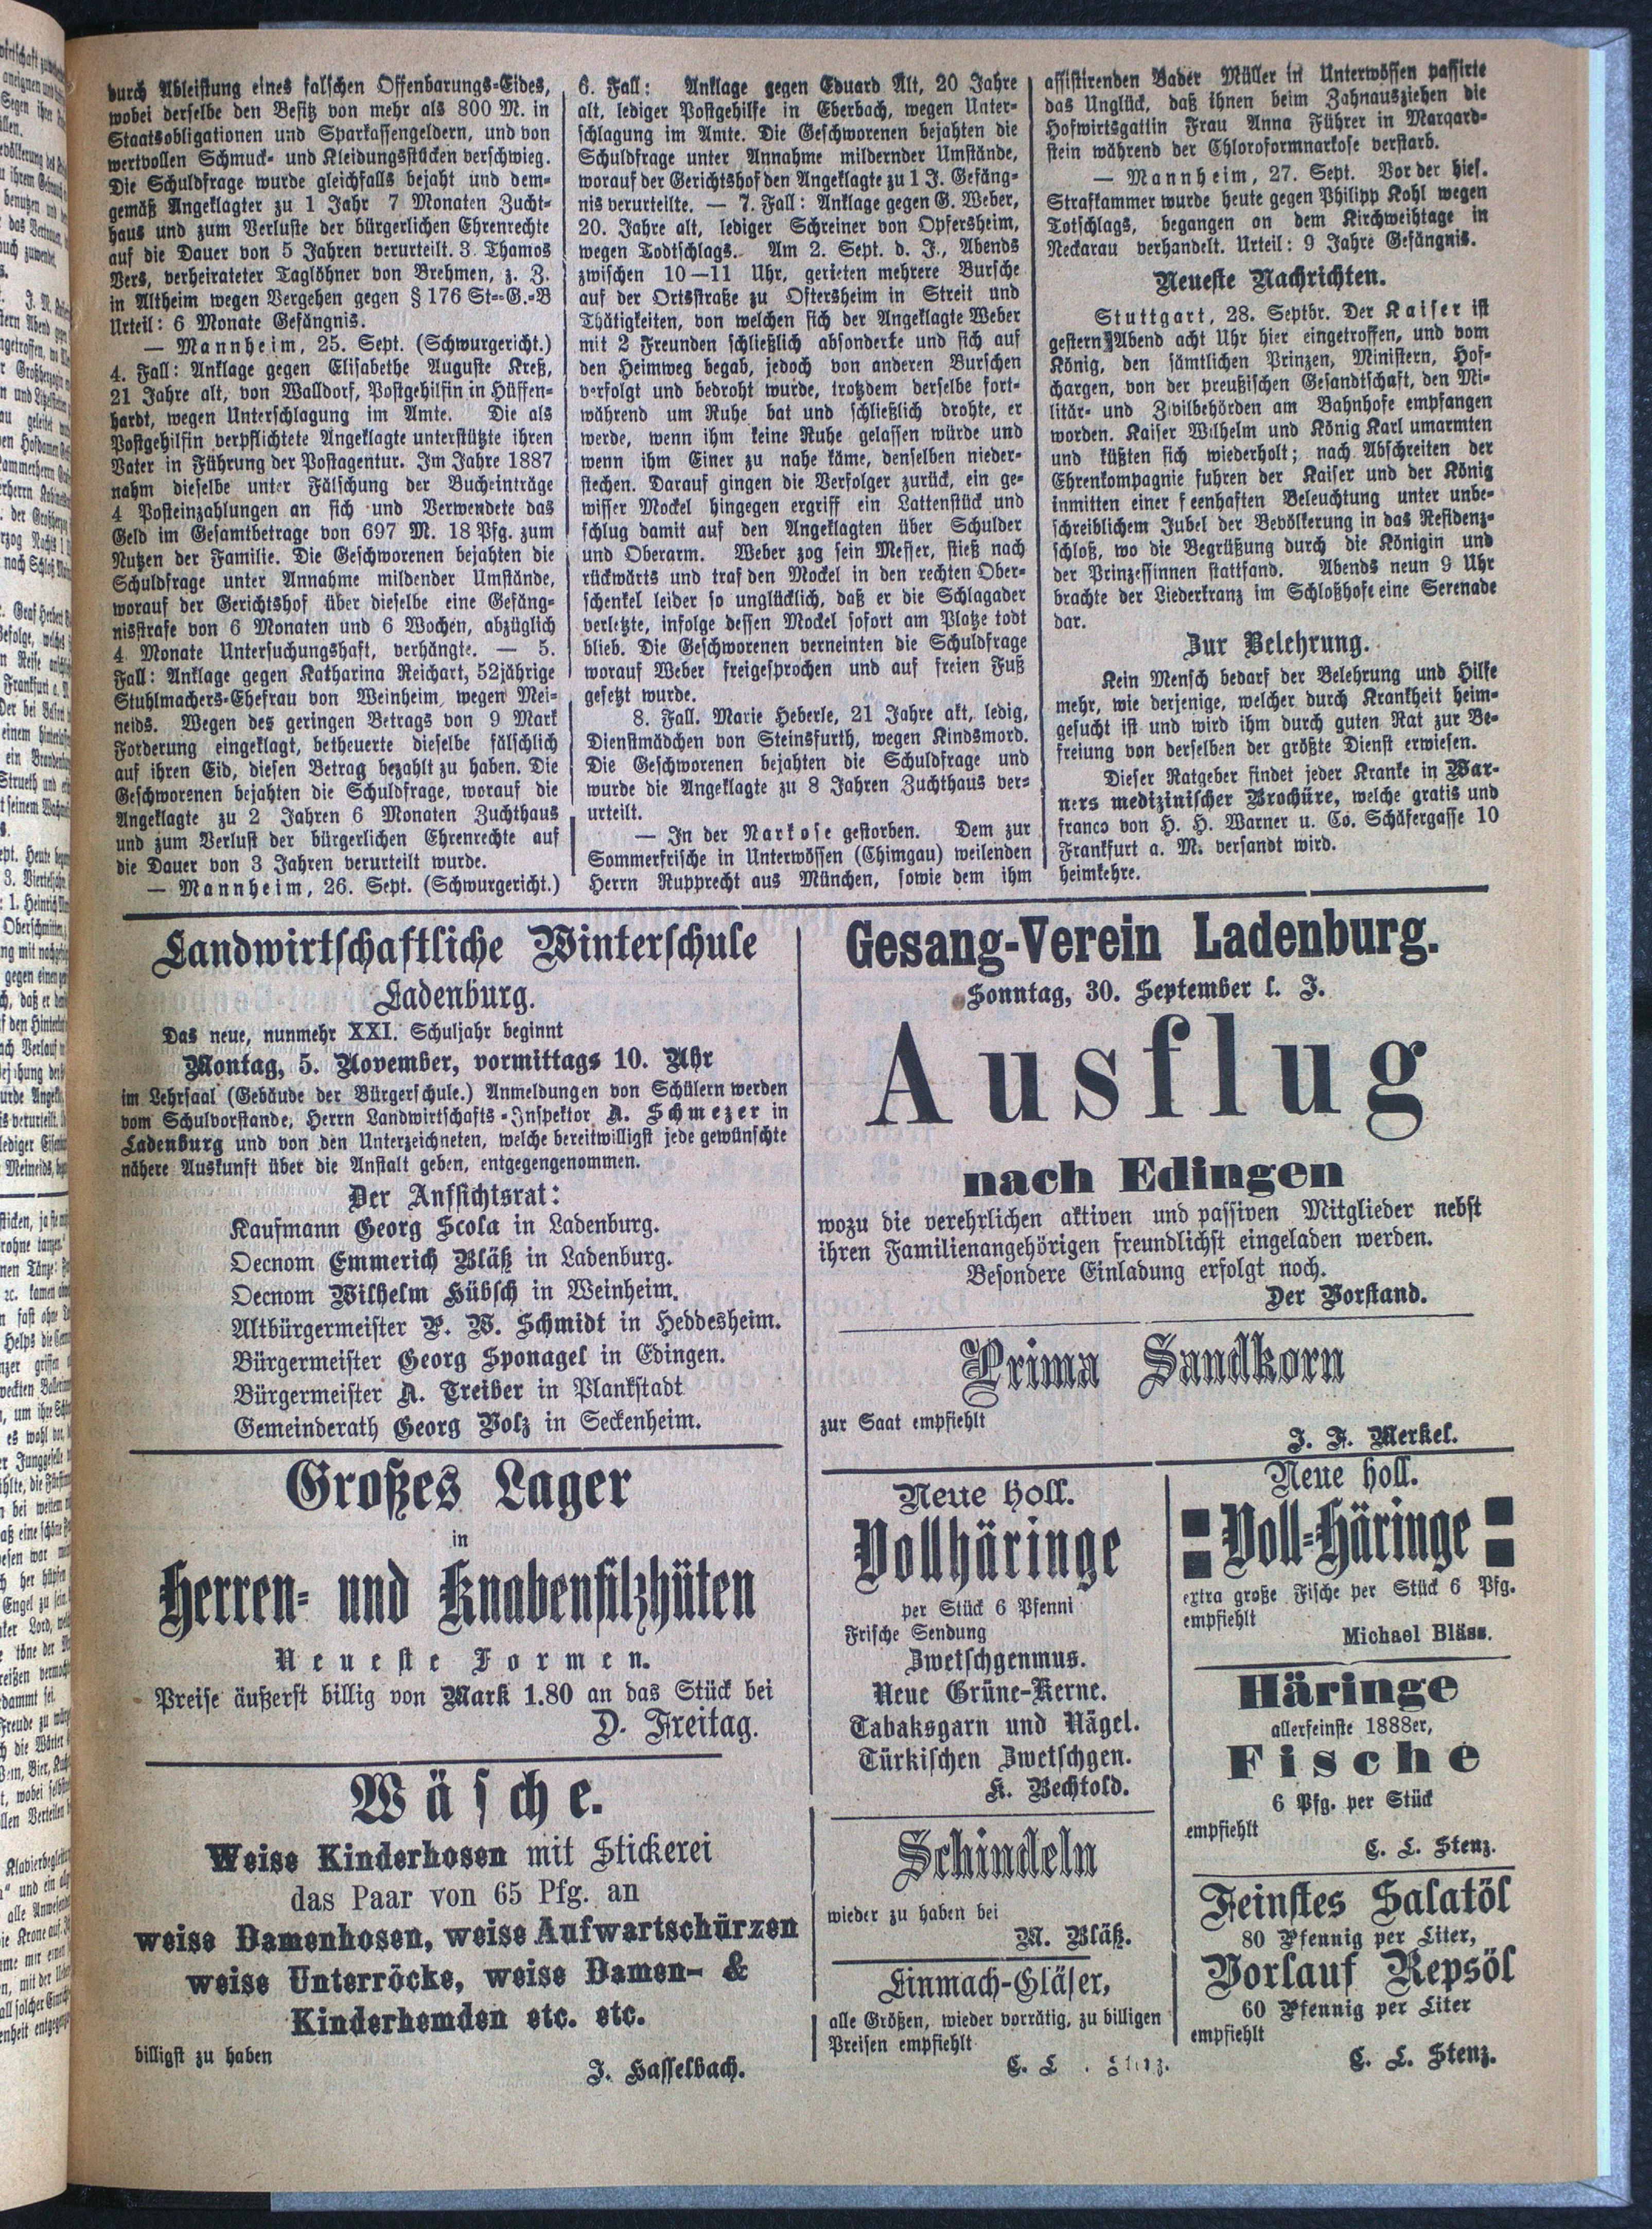 durch Ableistung eines falschen Offenbarungs-Eides,
wobei derselbe den Besitz von mehr als 800 M. in
Staatsobligationen und Sparkassengeldern, und von
wertvollen Schmuck- und Kleidungsstücken verschwieg.
Die Schuldfrage wurde gleichfalls bejaht und dem-
gemäß Angeklagter zu 1 Jahr 7 Monaten Zucht-
haus und zum Verluste der bürgerlichen Ehrenrechte
auf die Dauer von 5 Jahren verurteilt. 3 Thamos
Vers, verheirateter Taglöhner von Brehmen, z. Z.
in Altheim wegen Vergehen gegen § 176 St=-G.=B
Urteil: 6 Monate Gefängnis.
— Mannheim, 25. Sept. (Schwurgericht.)
4. Fall: Anklage gegen Elisabethe Auguste Kreß,
21 Jahre alt, von Walldorf, Postgehilfin in Hüffen-
hardt, wegen Unterschlagung im Amte. Die als
Postgehilfin verpflichtete Angeklagte unterstützte ihren
Vater in Führung der Postagentur. Im Jahre 1887
nahm dieselbe unter Fälschung der Bucheinträge
4 Posteinzahlungen an sich und Verwendete das
Geld im Gesamtbetrage von 697 M. 18 Pfg. zum
Nutzen der Familie. Die Geschworenen bejahten die
Schuldfrage unter Annahme mildender Umstände,
worauf der Gerichtshof über dieselbe eine Gefäng-
nisstrafe von 6 Monaten und 6 Wochen, abzüglich
4 Monate Untersuchungshaft, verhängte. — 5.
Fall: Anklage gegen Katharina Reichart, 52jährige
Stuhlmachers-Ehefrau von Weinheim, wegen Mei-
neids. Wegen des geringen Betrags von 9 Mark
Forderung eingeklagt, betheuerte dieselbe fälschlich
auf ihren Eid, diesen Betrag bezahlt zu haben. Die
Geschworenen bejahten die Schuldfrage, worauf die
Angeklagte zu 2 Jahren 6 Monaten Zuchthaus
und zum Verlust der bürgerlichen Ehrenrechte auf
die Dauer von 3 Jahren verurteilt wurde.
— Mannheim, 26. Sept. (Schwurgericht.)
6. Fall: Anklage gegen Eduard Alt, 20 Jahre
alt, lediger Postgehilfe in Eberbach, wegen Unter-
schlagung im Amte. Die Geschworenen bejahten die
Schuldfrage unter Annahme mildernder Umstände,
worauf der Gerichtshof den Angeklagte zu 1 J. Gefäng-
nis verurteilte. — 7. Fall: Anklage gegen G. Weber,
20. Jahre alt, lediger Schreiner von Opfersheim,
wegen Todtschlags. Am 2. Sept. d. J., Abends
zwischen 10—11 Uhr, gerieten mehrere Bursche
auf der Ortsstraße zu Oftersheim in Streit und
Thätigkeiten, von welchen sich der Angeklagte Weber
mit 2 Freunden schließlich absonderte und sich auf
den Heimweg begab, jedoch von anderen Burschen
verfolgt und bedroht wurde, trotzdem derselbe fort-
während um Ruhe bat und schließlich drohte, er
werde, wenn ihm keine Ruhe gelassen würde und
wenn ihm Einer zu nahe käme, denselben nieder-
stechen. Darauf gingen die Verfolger zurück, ein ge-
wisser Mockel hingegen ergriff ein Lattenstück und
schlug damit auf den Angeklagten über Schulder
und Oberarm. Weber zog sein Messer, stieß nach
rückwärts und traf den Mockel in den rechten Ober-
schenkel leider so unglücklich, daß er die Schlagader
verletzte, infolge dessen Mockel sofort am Platze todt
blieb. Die Geschworenen verneinten die Schuldfrage
worauf Weber freigesprochen und auf freien Fuß
gesetzt wurde.
8. Fall. Marie Heberle, 21 Jahre akt, ledig,
Dienstmädchen von Steinsfurth, wegen Kindsmord.
Die Geschworenen bejahten die Schuldfrage und
wurde die Angeklagte zu 8 Jahren Zuchthaus ver-
urteilt.
— In der Narkose gestorben. Dem zur
Sommerfrische in Unterwössen (Chimgau) weilenden
Herrn Rupprecht aus München, sowie dem ihm
assistirenden Bader Müller in Unterwössen passirte
das Unglück, daß ihnen beim Zahnausziehen die
Hofwirtsgattin Frau Anna Führer in Marqard-
stein während der Chloroformnarkose verstarb.
— Mannheim, 27. Sept. Vor der hies.
Strafkammer wurde heute gegen Philipp Kohl wegen
Totschlags, begangen an dem Kirchweihtage in
Neckarau verhandelt. Urteil: 9 Jahre Gefängnis.
Neueste Nachrichten.
Stuttgart, 28. Septbr. Der Kaiser ist
gestern Abend acht Uhr hier eingetroffen, und vom
König, den sämtlichen Prinzen, Ministern, Hof-
chargen, von der preußischen Gesandtschaft, den Mi-
litär- und Zivilbehörden am Bahnhofe empfangen
worden. Kaiser Wilhelm und König Karl umarmten
und küßten sich wiederholt; nach Abschreiten der
Ehrenkompagnie fuhren der Kaiser und der König
inmitten einer feenhaften Beleuchtung unter unbe-
schreiblichem Jubel der Bevölkerung in das Residenz-
schloß, wo die Begrüßung durch die Königin und
der Prinzessinnen stattfand. Abends neun 9 Uhr
brachte der Liederkranz im Schloßhofe eine Serenade
dar.
Zur Belehrung.
Kein Mensch bedarf der Belehrung und Hilfe
mehr, wie derjenige, welcher durch Krankheit heim-
gesucht ist und wird ihm durch guten Rat zur Be-
freiung von derselben der größte Dienst erwiesen.
Dieser Ratgeber findet jeder Kranke in War-
ners medizinischer Brochüre, welche gratis und
franco von H. H. Warner u. Co. Schäfergasse 10
Frankfurt a. M. versandt wird.
heimkehre.
Landwirtschaftliche Winterschule
Ladenburg.
Das neue, nunmehr XXI. Schuljahr beginnt
Montag, 5. November, vormittags 10. Uhr
im Lehrsaal (Gebäude der Bürgerschule.) Anmeldungen von Schülern werden
vom Schulvorstande, Herrn Landwirtschafts-Inspektor A. Schmezer in
Ladenburg und von den Unterzeichneten, welche bereitwilligst jede gewünschte
nähere Auskunft über die Anstalt geben, entgegengenommen.
Der Aufsichtsrat:
Kaufmann Georg Scola in Ladenburg.
Oecnom Emmerich Bläß in Ladenburg.
Oecnom Wilhelm Hübsch in Weinheim.
Altbürgermeister P. W. Schmidt in Heddesheim.
Bürgermeister Georg Sponagel in Edingen.
Bürgermeister A. Treiber in Plankstadt
Gemeinderath Georg Volz in Seckenheim.
Großes Lager
in
Herren- und Knabenfilzhüten
Neueste Formen.
Preise äußerst billig von Mark 1.80 an das Stück bei
D. Freitag.
Wäsche.
Weise Kinderhosen mit Stickerei
das Paar von 65 Pfg. an
weise Damenhosen, weise Aufwartschürzen
weise Unterröcke, weise Damen- &
Kinderhemden etc. etc.
billigst zu haben
J. Hasselbach.
Gesang-Verein Ladenburg.
Sonntag, 30. September l. J.
Ausflug
nach Edingen
wozu die verehrlichen aktiven und passiven Mitglieder nebst
ihren Familienangehörigen freundlichst eingeladen werden.
Besondere Einladung erfolgt noch.
Der Vorstand.
Prima Sandkorn
zur Saat empfiehlt
J. F. Merkel.
Neue holl.
Vollhäringe
per Stück 6 Pfenni
Frische Sendung
Zwetschgenmus.
Neue Grüne-Kerne.
Tabaksgarn und Nägel.
Türkischen Zwetschgen.
K. Bechtold.
Schindeln
wieder zu haben bei
M. Bläß.
Einmach-Gläser,
alle Größen, wieder vorrätig, zu billigen
Preisen empfiehlt
C. L. Stenz.
Neue holl.
Voll-Häringe
extra große Fische per Stück 6 Pfg.
empfiehlt
Michael Bläss.
Häringe
allerfeinste 1888er,
Fische
6 Pfg. per Stück
empfiehlt
C. L. Stenz.
Feinstes Salatöl
80 Pfennig per Liter,
Vorlauf Repsöl
60 Pfennig per Liter
empfiehlt
C. L. Stenz.